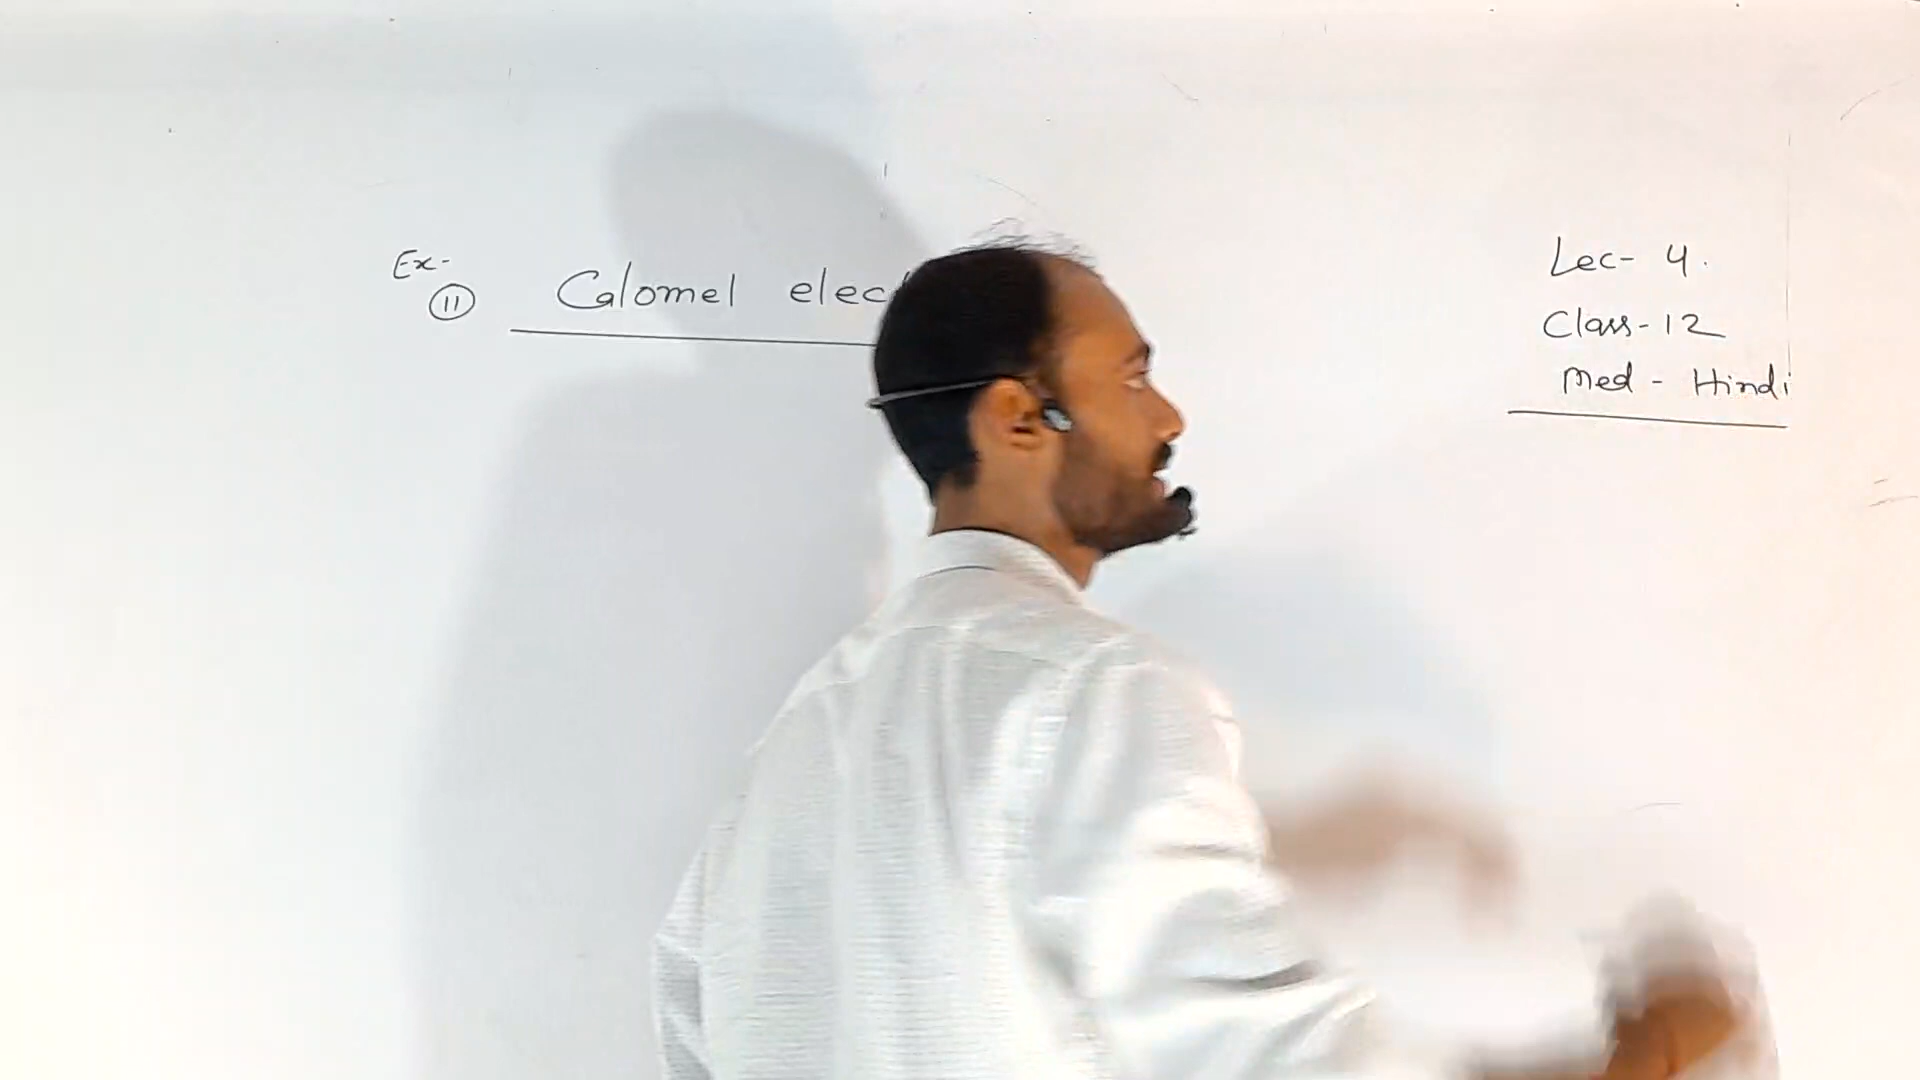 Ex-
11 Calomel elec
Lec- 4.
Class-12
Med - Hindi